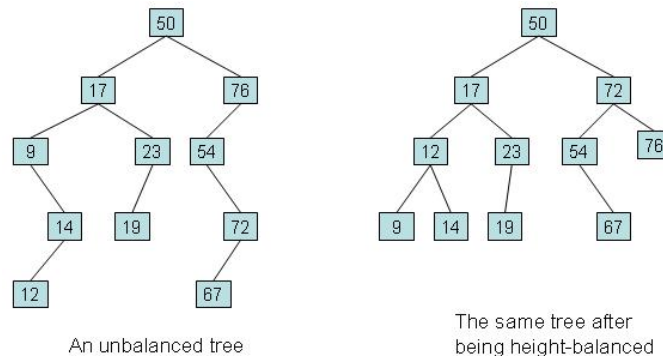 50 50
17 76 17 72
9 23 54 12 23 54 76
14 19 72 9 14 19 67
12 67
An unbalanced tree
The same tree after
being height-balanced